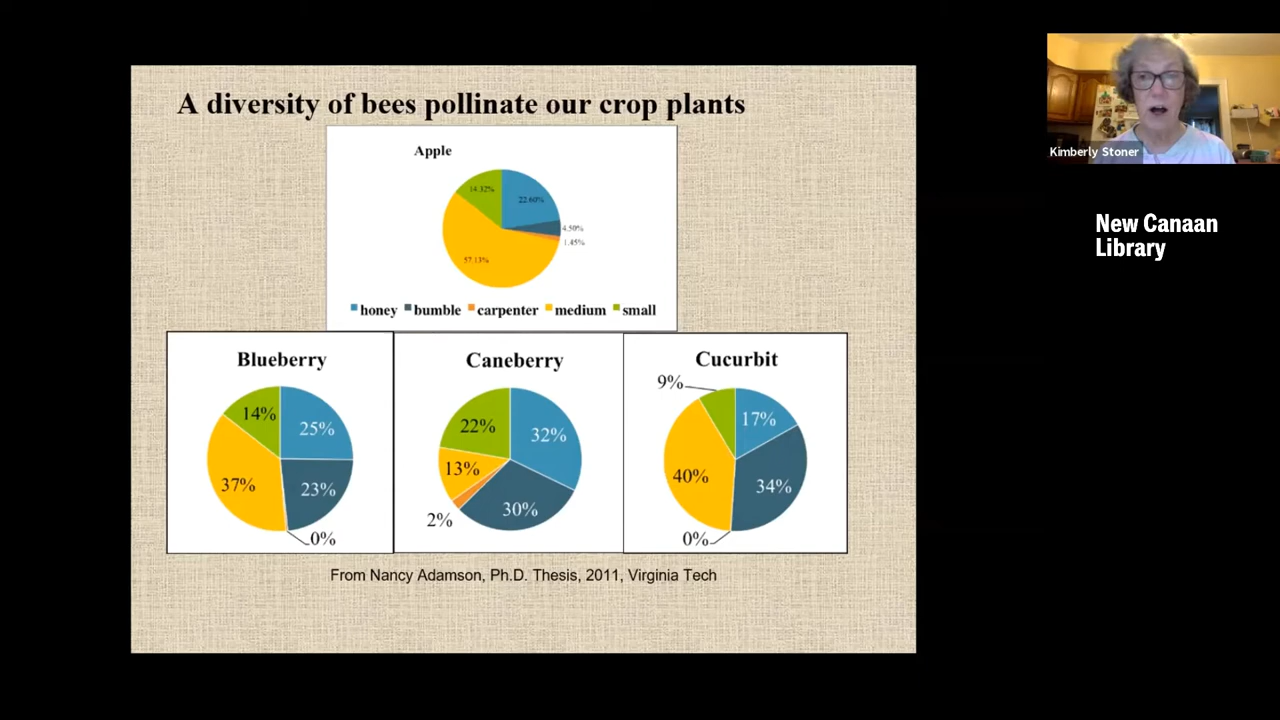 A diversity of bees pollinate our crop plants
Apple
14.32%
22.60%
4.50%
1.45%
57.13%
honey bumble carpenter medium small
Blueberry
14%
25%
37%
23%
0%
Caneberry
22%
32%
13%
2%
30%
Cucurbit
9%
17%
40%
34%
0%
From Nancy Adamson, Ph.D. Thesis, 2011, Virginia Tech
Kimberly Stoner
New Canaan
Library